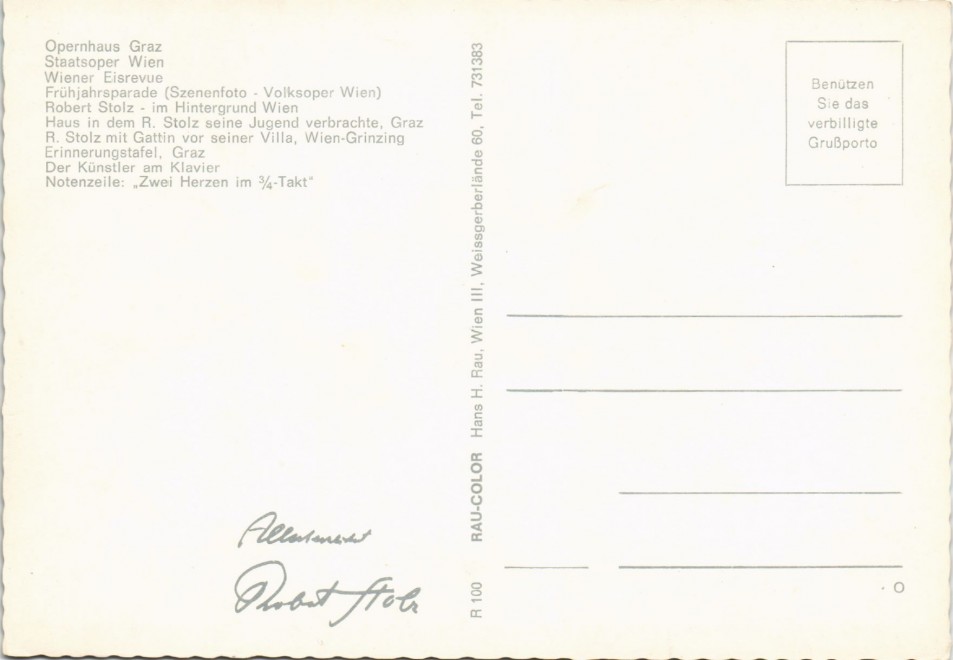 Opernhaus Graz
Staatsoper Wien
Wiener Eisrevue
Frühjahrsparade (Szenenfoto - Volksoper Wien)
Robert Stolz - im Hintergrund Wien
Haus in dem R. Stolz seine Jugend verbrachte, Graz
R. Stolz mit Gattin vor seiner Villa, Wien-Grinzing
Erinnerungstafel, Graz
Der Künstler am Klavier
Notenzeile: „Zwei Herzen im ¾-Takt"
Robert Stolz
R 100 RAU-COLOR Hans H. Rau, Wien III, Weissgerberlände 60, Tel. 731383
Benützen
Sie das
verbilligte
Grußporto
O